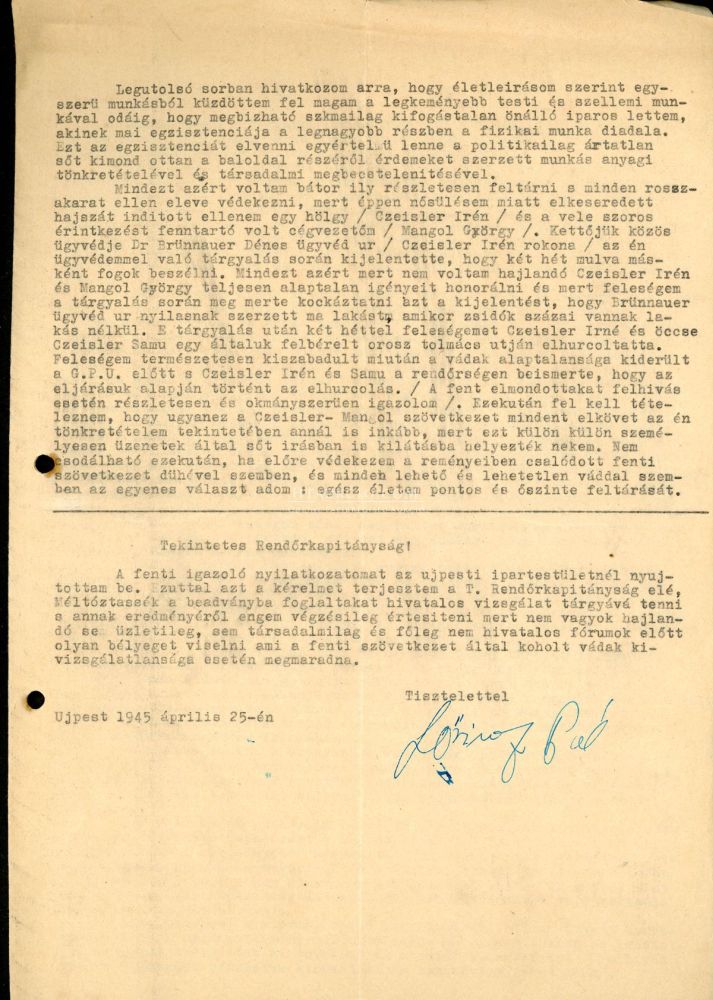 Legutolsó sorban hivatkozom arra, hogy életleirásom szerint egy-
szerü munkásból küzdöttem fel magam a legkeményebb testi és szellemi mun-
kával odáig, hogy megbizható szkmailag kifogástalan önálló iparos lettem,
akinek mai egzisztenciája a legnagyobb részben a fizikai munka diadala.
Ezt az egzisztenciát elvenni egyértelmü lenne a politikailag ártatlan
sőt kimond ottan a baloldal részéről érdemeket szerzett munkás anyagi
tönkretételével és társadalmi megbecstelenitésével.
Mindezt azért voltam bátor ily részletesen feltárni s minden rossz-
akarat ellen eleve védekezni, mert éppen nősülésem miatt elkeseredett
hajszát inditott ellenem egy hölgy / Czeisler Irén / és a vele szoros
érintkezést fenntartó volt cégvezetőm / Mangol György /. Kettőjük közös
ügyvédje Dr Brünnauer Dénes ügyvéd ur / Czeisler Irén rokona / az én
ügyvédemmel való tárgyalás során kijelentette, hogy két hét mulva más-
ként fogok beszélni. Mindezt azért mert nem voltam hajlandó Czeisler Irén
és Mangol György teljesen alaptalan igényeit honorálni és mert feleségem
a tárgyalás során meg merte kockáztatni azt a kijelentést, hogy Brünnauer
ügyvéd ur nyilasnak szerzett ma lakást, amikor zsidók százai vannak la-
kás nélkül. E tárgyalás után két héttel feleségemet Czeisler Irné és öccse
Czeisler Samu egy általuk felbérelt orosz tolmács utján elhurcoltatta.
Feleségem természetesen kiszabadult miután a vádak alaptalansága kiderült
a G.P.U. előtt s Czeisler Irén és Samu a rendőrségen beismerte, hogy az
eljárásuk alapján történt az elhurcolás. / A fent elmondottakat felhivás
esetén részletesen és okmányszerüen igazolom /. Ezekután fel kell téte-
leznem, hogy ugyanez a Czeisler- Mangol szövetkezet mindent elkövet az én
tönkretételem tekintetében annál is inkább, mert ezt külön külön szemé-
lyesen üzenetek által sőt irásban is kilátásba helyezték nekem. Nem
csodálható ezekután, ha előre védekezem a reményeiben csalódott fenti
szövetkezet dühével szemben, és minden lehető és lehetetlen váddal szem-
ben az egyenes választ adom : egész életem pontos és őszinte feltárását.
Tekintetes Rendőrkapitányság!
A fenti igazoló nyilatkozatomat az ujpesti ipartestületnél nyuj-
tottam be. Ezuttal azt a kérelmet terjesztem a T. Rendőrkapitányság elé,
Méltóztassék a beadványba foglaltakat hivatalos vizsgálat tárgyává tenni
s annak eredményéről engem végzésileg értesiteni mert nem vagyok hajlan-
dó se üzletileg, sem társadalmilag és főleg nem hivatalos fórumok előtt
olyan bélyeget viselni ami a fenti szövetkezet által koholt vádak ki-
vizsgálatlansága esetén megmaradna.
Tisztelettel
Ujpest 1945 április 25-én